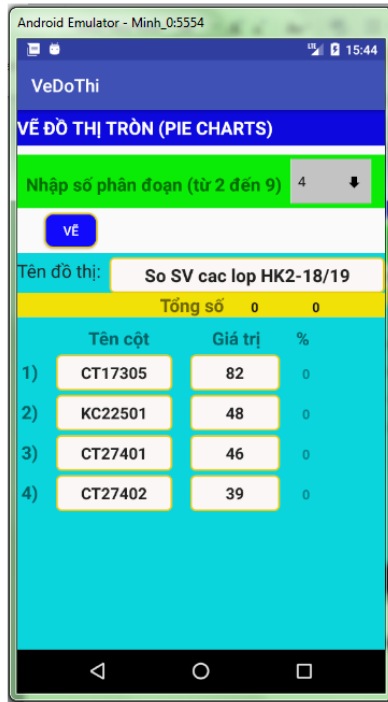 Android Emulator - Minh_0:5554
LTE 15:44
VeDoThi
VẼ ĐỒ THỊ TRÒN (PIE CHARTS)
Nhập số phân đoạn (từ 2 đến 9) 4
VẼ
Tên đồ thị: So SV cac lop HK2-18/19
Tổng số 0 0
Tên cột Giá trị %
1) CT17305 82 0
2) KC22501 48 0
3) CT27401 46 0
4) CT27402 39 0